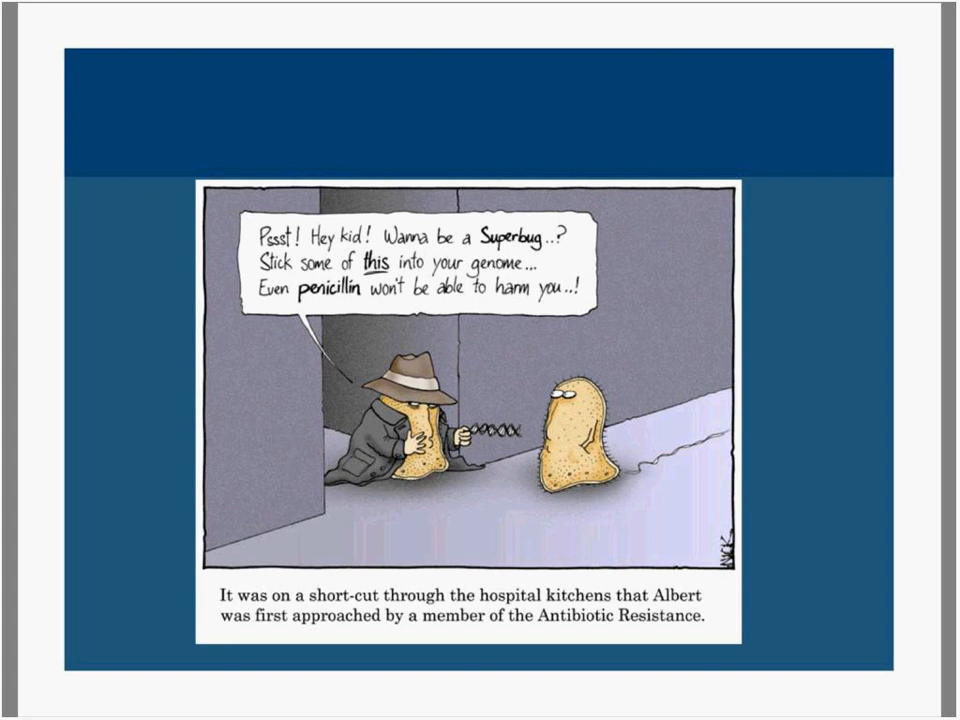 Pssst! Hey kid! Wanna be a Superbug..?
Stick some of this into your genome...
Even penicillin won't be able to harm you..!
NICK
It was on a short-cut through the hospital kitchens that Albert
was first approached by a member of the Antibiotic Resistance.